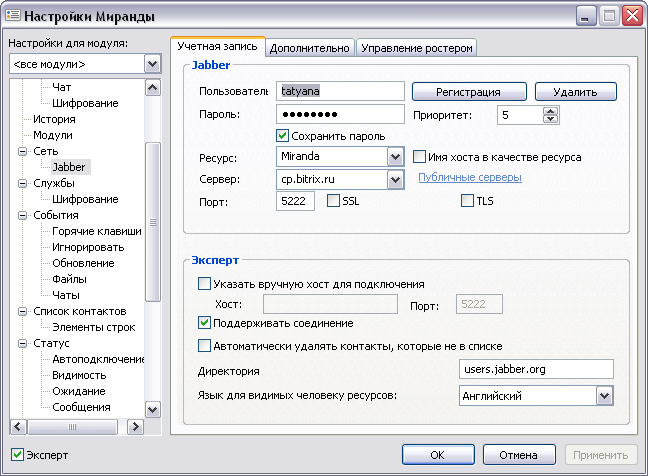 Настройки Миранды
Настройки для модуля:
<все модули>
Чат
Шифрование
История
Модули
Сеть
Jabber
Службы
Шифрование
События
Горячие клавиши
Игнорировать
Обновление
Файлы
Чаты
Список контактов
Элементы строк
Статус
Автоподключение
Видимость
Ожидание
Сообщения
Эксперт
Учетная запись Дополнительно Управление ростером
Jabber
Пользователь tatyana Регистрация Удалить
Пароль: ●●●●●●●● Приоритет: 5
Сохранить пароль
Ресурс: Miranda Имя хоста в качестве ресурса
Сервер: cp.bitrix.ru Публичные серверы
Порт: 5222 SSL TLS
Эксперт
Указать вручную хост для подключения
Хост: Порт: 5222
Поддерживать соединение
Автоматически удалять контакты, которые не в списке
Директория users.jabber.org
Язык для видимых человеку ресурсов: Английский
OK Отмена Применить